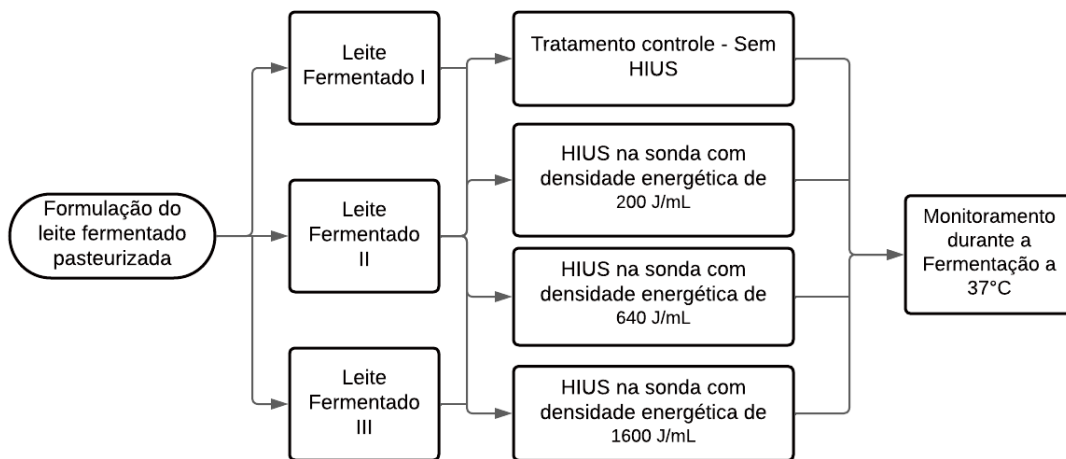 Formulação do
leite fermentado
pasteurizada
Leite
Fermentado I
Leite
Fermentado
II
Leite
Fermentado
III
Tratamento controle - Sem
HIUS
HIUS na sonda com
densidade energética de
200 J/mL
HIUS na sonda com
densidade energética de
640 J/mL
HIUS na sonda com
densidade energética de
1600 J/mL
Monitoramento
durante a
Fermentação a
37°C